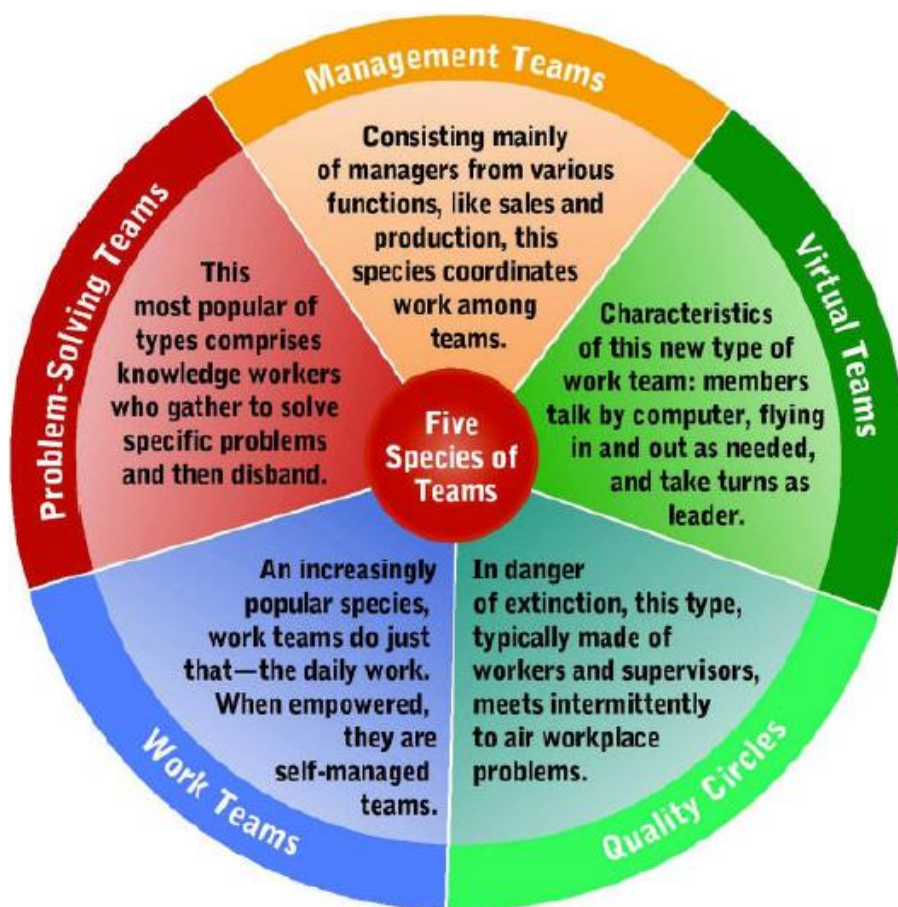 Management Teams
Consisting mainly
of managers from various
functions, like sales and
production, this
species coordinates
work among
teams.
Virtual Teams
Characteristics
of this new type of
work team: members
talk by computer, flying
in and out as needed,
and take turns as
leader.
Quality Circles
In danger
of extinction, this type,
typically made of
workers and supervisors,
meets intermittently
to air workplace
problems.
Work Teams
An increasingly
popular species,
work teams do just
that—the daily work.
When empowered,
they are
self-managed
teams.
Problem-Solving Teams
This
most popular of
types comprises
knowledge workers
who gather to solve
specific problems
and then disband.
Five
Species of
Teams